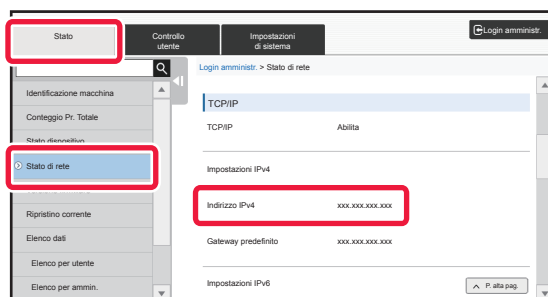 Stato
Controllo
utente
Impostazioni
di sistema
Login amministr.
Login amministr. > Stato di rete
Identificazione macchina
Conteggio Pr. Totale
Stato dispositivo
Stato di rete
Ripristino corrente
Elenco dati
Elenco per utente
Elenco per ammin.
TCP/IP
TCP/IP Abilita
Impostazioni IPv4
Indirizzo IPv4 xxx.xxx.xxx.xxx
Gateway predefinito xxx.xxx.xxx.xxx
Impostazioni IPv6
P. alta pag.